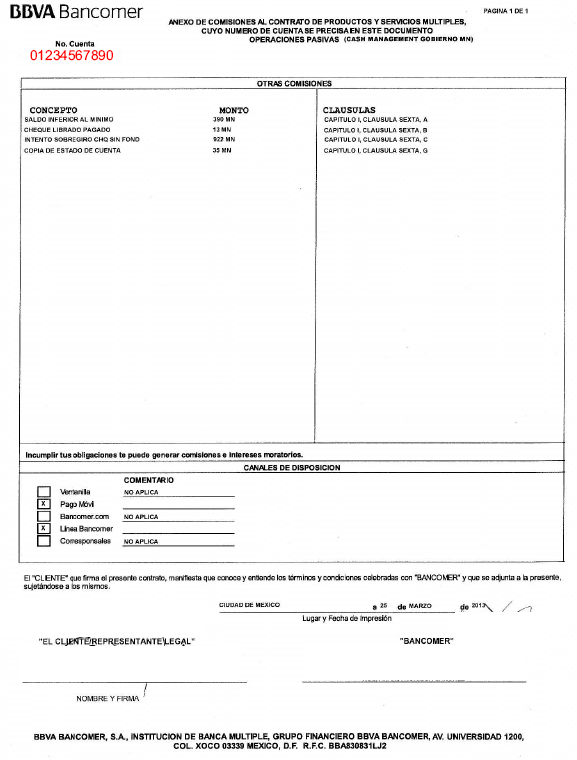 BBVA Bancomer
PAGINA 1 DE 1
ANEXO DE COMISIONES AL CONTRATO DE PRODUCTOS Y SERVICIOS MULTIPLES,
CUYO NUMERO DE CUENTA SE PRECISA EN ESTE DOCUMENTO
OPERACIONES PASIVAS (CASH MANAGEMENT GOBIERNO MN)
No. Cuenta
01234567890
OTRAS COMISIONES
CONCEPTO MONTO CLAUSULAS
SALDO INFERIOR AL MINIMO 390 MN CAPITULO I, CLAUSULA SEXTA, A
CHEQUE LIBRADO PAGADO 13 MN CAPITULO I, CLAUSULA SEXTA, B
INTENTO SOBREGIRO CHQ SIN FOND 922 MN CAPITULO I, CLAUSULA SEXTA, C
COPIA DE ESTADO DE CUENTA 35 MN CAPITULO I, CLAUSULA SEXTA, G
Incumplir tus obligaciones te puede generar comisiones e intereses moratorios.
CANALES DE DISPOSICION
COMENTARIO
Ventanilla NO APLICA
X Pago Móvil
Bancomer.com NO APLICA
X Línea Bancomer
Corresponsales NO APLICA
El "CLIENTE" que firma el presente contrato, manifiesta que conoce y entiende los términos y condiciones celebradas con "BANCOMER" y que se adjunta a la presente,
sujetándose a los mismos.
CIUDAD DE MEXICO a 25 de MARZO de 2013
Lugar y Fecha de Impresión
"EL CLIENTE/REPRESENTANTE LEGAL" "BANCOMER"
NOMBRE Y FIRMA
BBVA BANCOMER, S.A., INSTITUCION DE BANCA MULTIPLE, GRUPO FINANCIERO BBVA BANCOMER, AV. UNIVERSIDAD 1200,
COL. XOCO 03339 MEXICO, D.F. R.F.C. BBA830831LJ2